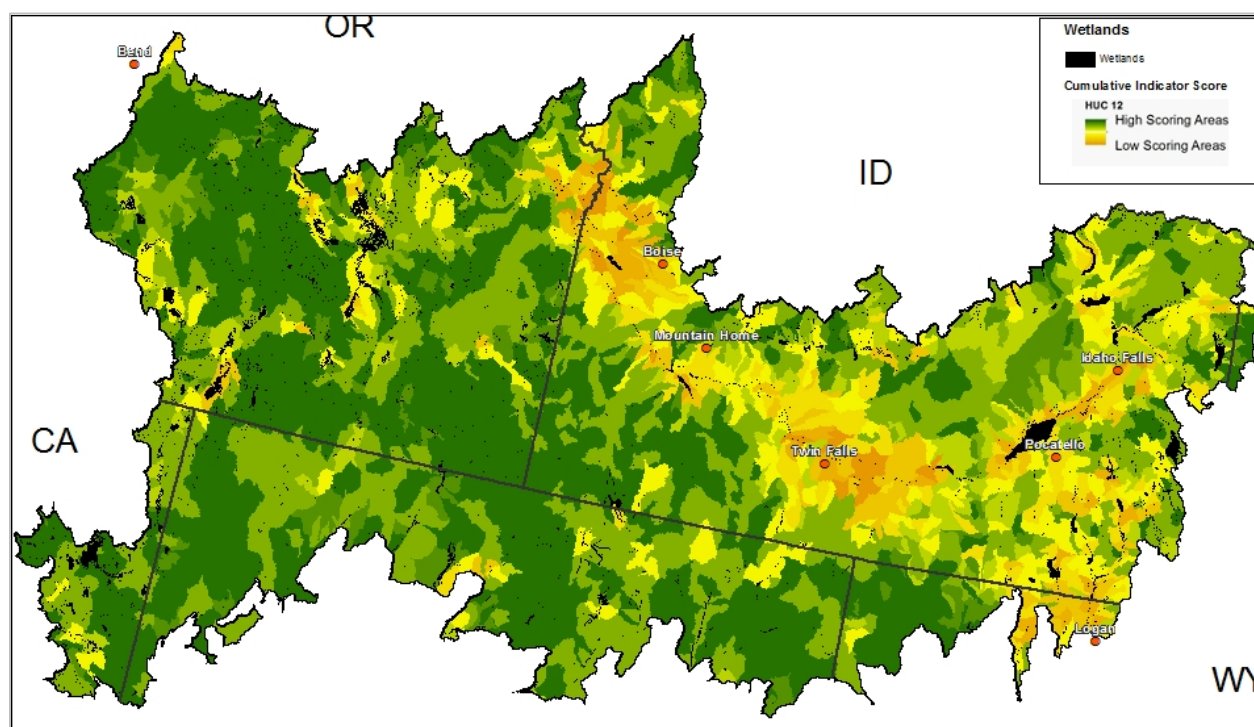 OR
Bend
Wetlands
Wetlands
Cumulative Indicator Score
HUC 12
High Scoring Areas
Low Scoring Areas
ID
Boise
Mountain Home
Idaho Falls
CA
Twin Falls
Pocatello
Logan
WY